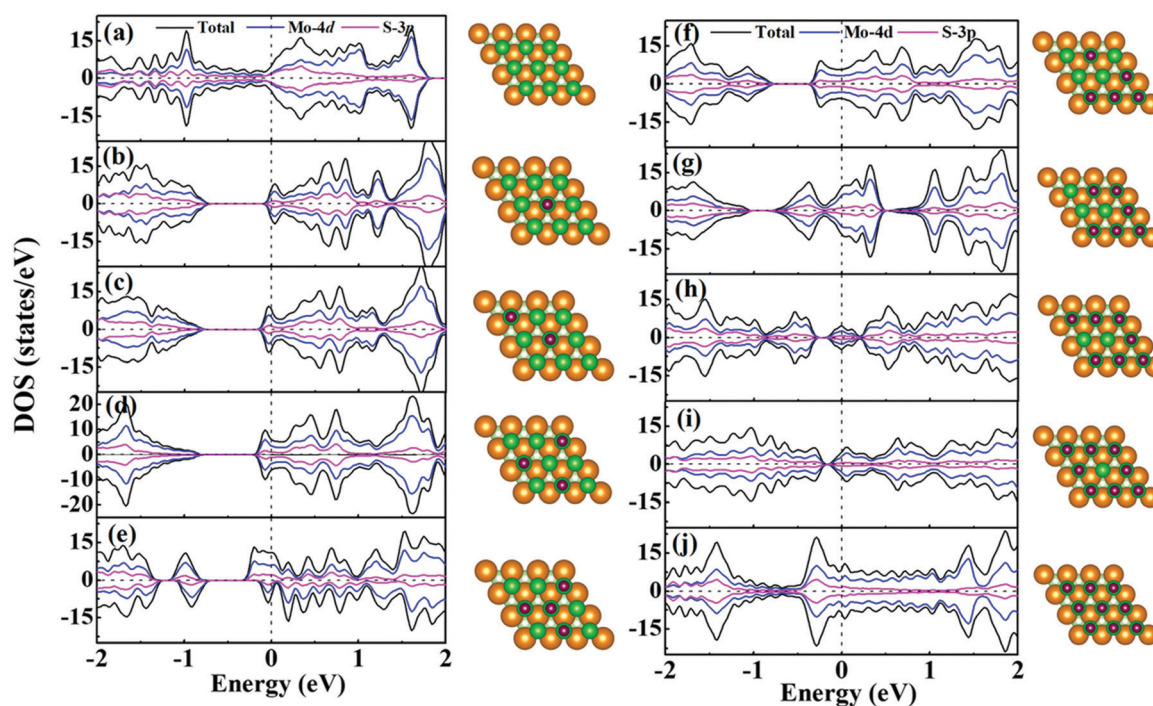 DOS (states/eV)
(a)
Total Mo-4d S-3p
15
0
-15
(b)
15
0
-15
(c)
15
0
-15
(d)
20
10
0
-10
-20
(e)
15
0
-15
-2 -1 0 1 2
Energy (eV)
(f)
Total Mo-4d S-3p
15
0
-15
(g)
15
0
-15
(h)
15
0
-15
(i)
15
0
-15
(j)
15
0
-15
-2 -1 0 1 2
Energy (eV)